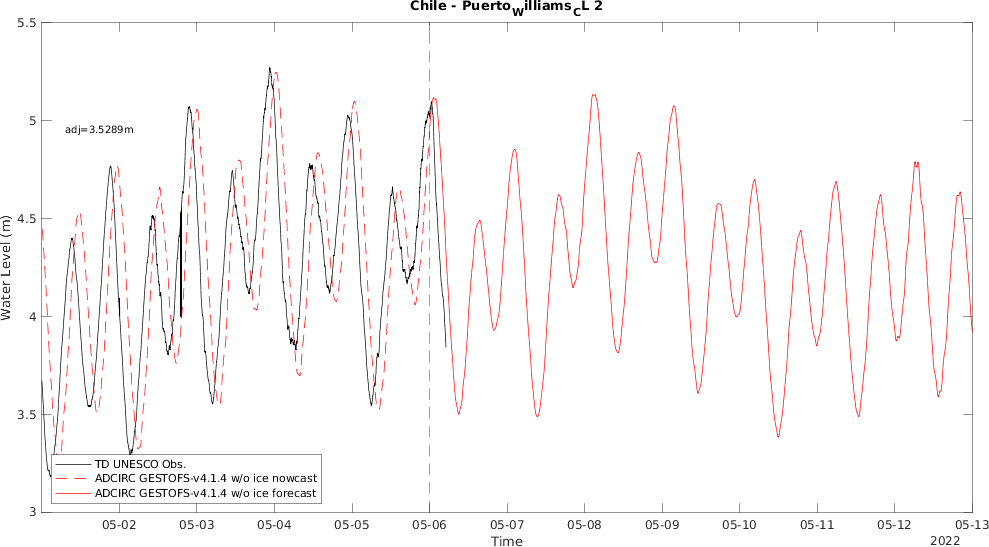 Chile - PuertoWilliamsCL 2
5.5
5
4.5
4
3.5
3
Water Level (m)
adj=3.5289m
TD UNESCO Obs.
ADCIRC GESTOFS-v4.1.4 w/o ice nowcast
ADCIRC GESTOFS-v4.1.4 w/o ice forecast
05-02 05-03 05-04 05-05 05-06 05-07 05-08 05-09 05-10 05-11 05-12 05-13
Time
2022